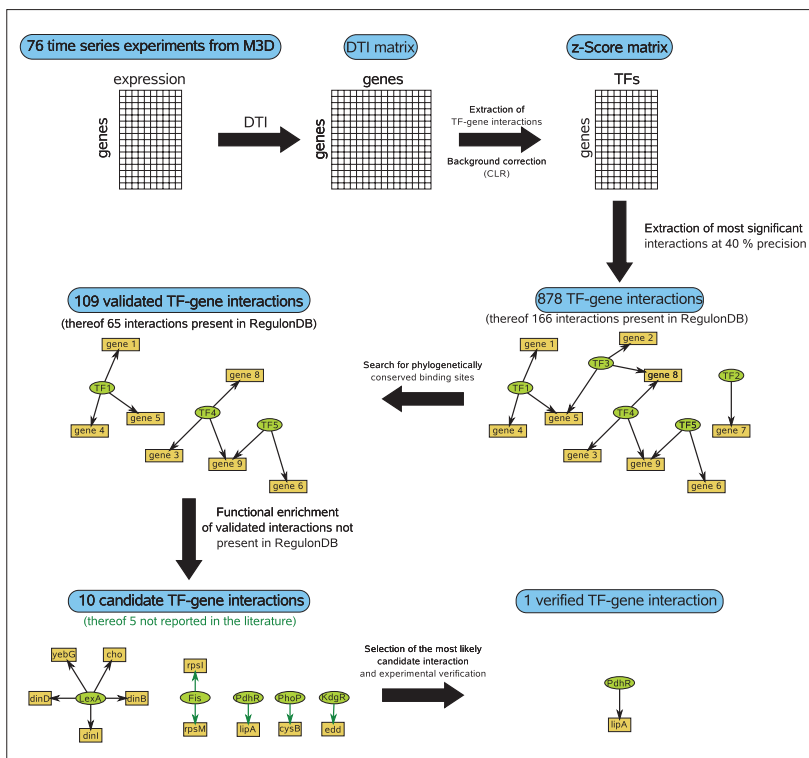 76 time series experiments from M3D
DTI matrix
z-Score matrix
expression
genes
DTI
genes
genes
Extraction of
TF-gene interactions
Background correction
(CLR)
TFs
genes
Extraction of most significant
interactions at 40 % precision
109 validated TF-gene interactions
(thereof 65 interactions present in RegulonDB)
878 TF-gene interactions
(thereof 166 interactions present in RegulonDB)
gene 1
TF1
gene 4
gene 5
gene 8
TF4
TF5
gene 3
gene 9
gene 6
Search for phylogenetically
conserved binding sites
gene 1
gene 2
TF3
gene 8
TF2
TF1
gene 4
gene 5
TF4
TF5
gene 7
gene 3
gene 9
gene 6
Functional enrichment
of validated interactions not
present in RegulonDB
10 candidate TF-gene interactions
(thereof 5 not reported in the literature)
1 verified TF-gene interaction
yebG
cho
dinD
LexA
dinB
dinI
rpsI
Fis
rpsM
PdhR
lipA
PhoP
cysB
KdgR
edd
Selection of the most likely
candidate interaction
and experimental verification
PdhR
lipA